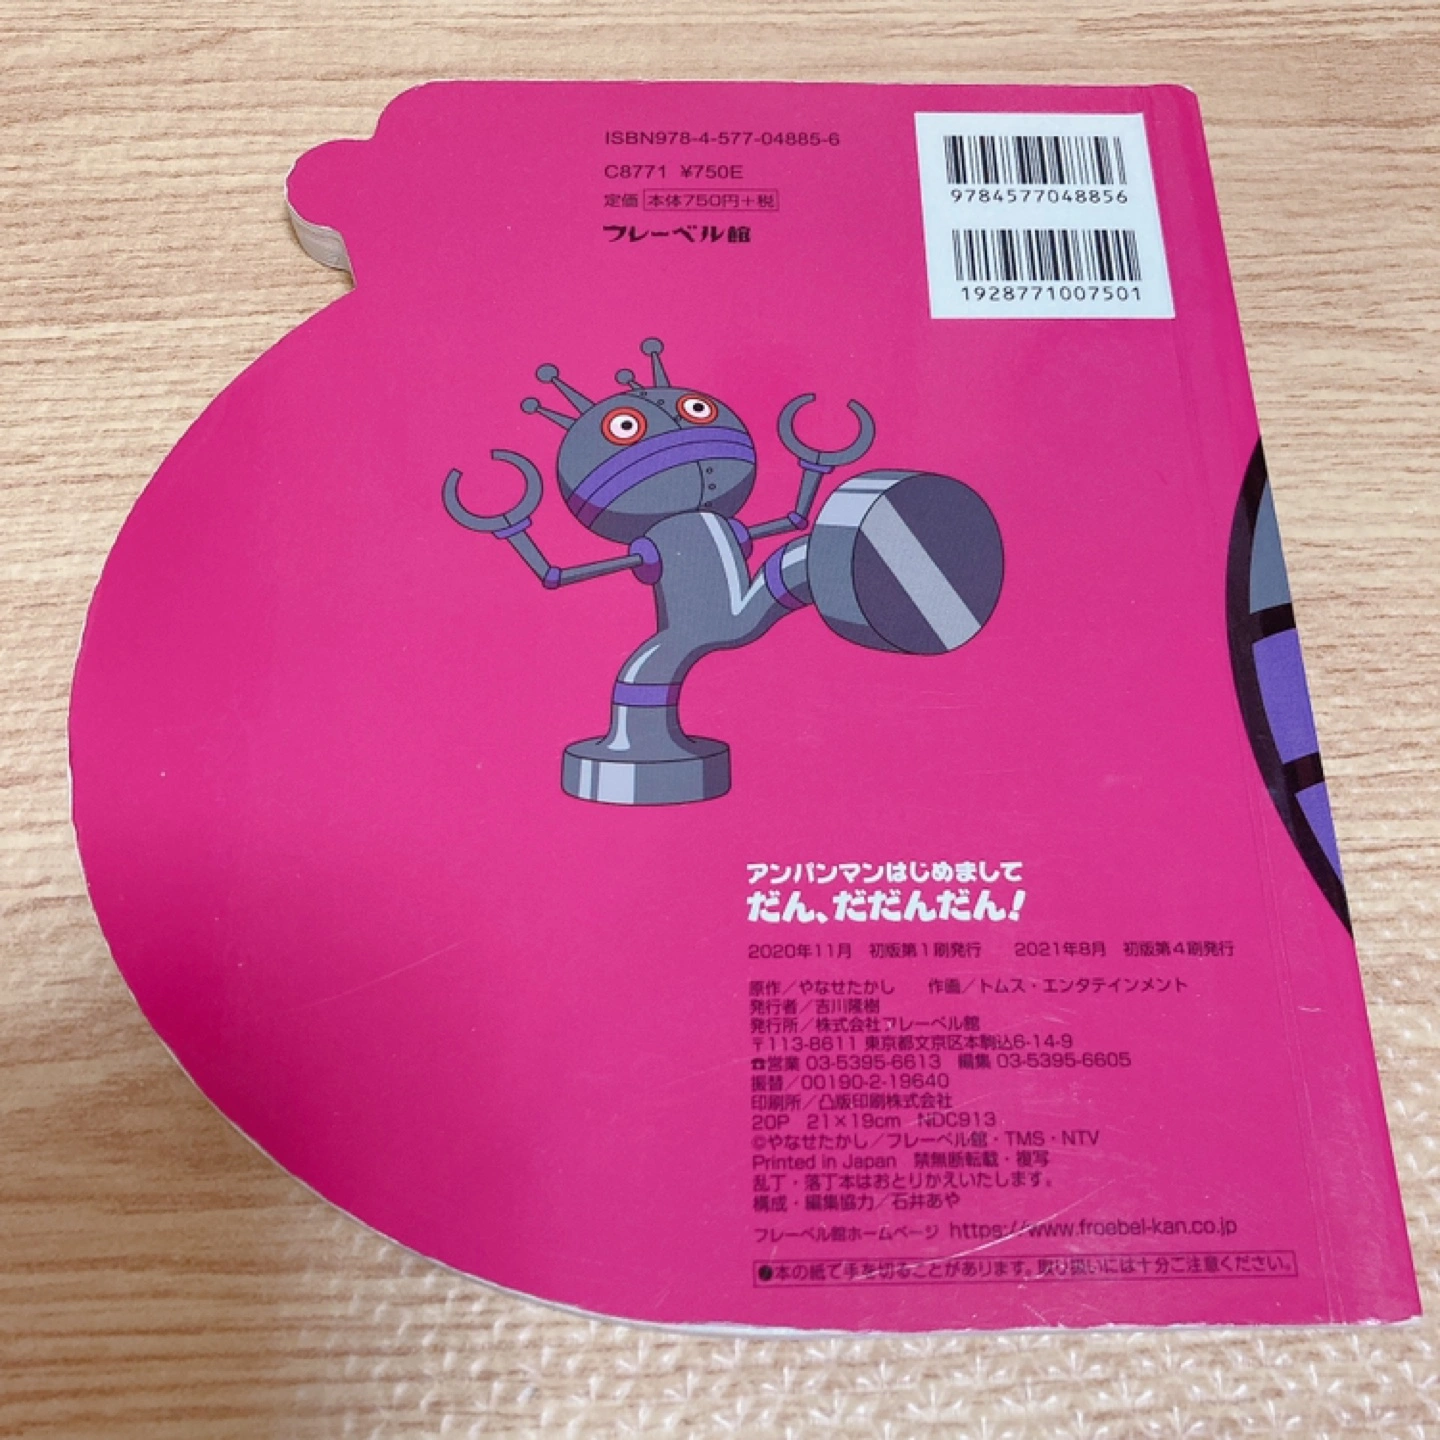 ISBN978-4-577-04885-6
C8771 ¥750E
定価 本体750円+税
フレーベル館
9784577048856
1928771007501
アンパンマンはじめまして
だん、だだんだん!
2020年11月 初版第1刷発行 2021年8月 初版第4刷発行
原作/やなせたかし 作画/トムス・エンタテインメント
発行者/吉川隆樹
発行所/株式会社フレーベル館
〒113-8611 東京都文京区本駒込6-14-9
☎営業 03-5395-6613 編集 03-5395-6605
振替/00190-2-19640
印刷所/凸版印刷株式会社
20P 21×19cm NDC913
©やなせたかし/フレーベル館・TMS・NTV
Printed in Japan 禁無断転載・複写
乱丁・落丁本はおとりかえいたします。
構成・編集協力/石井あや
フレーベル館ホームページ https://www.froebel-kan.co.jp
本の紙で手を切ることがあります。取り扱いには十分ご注意ください。